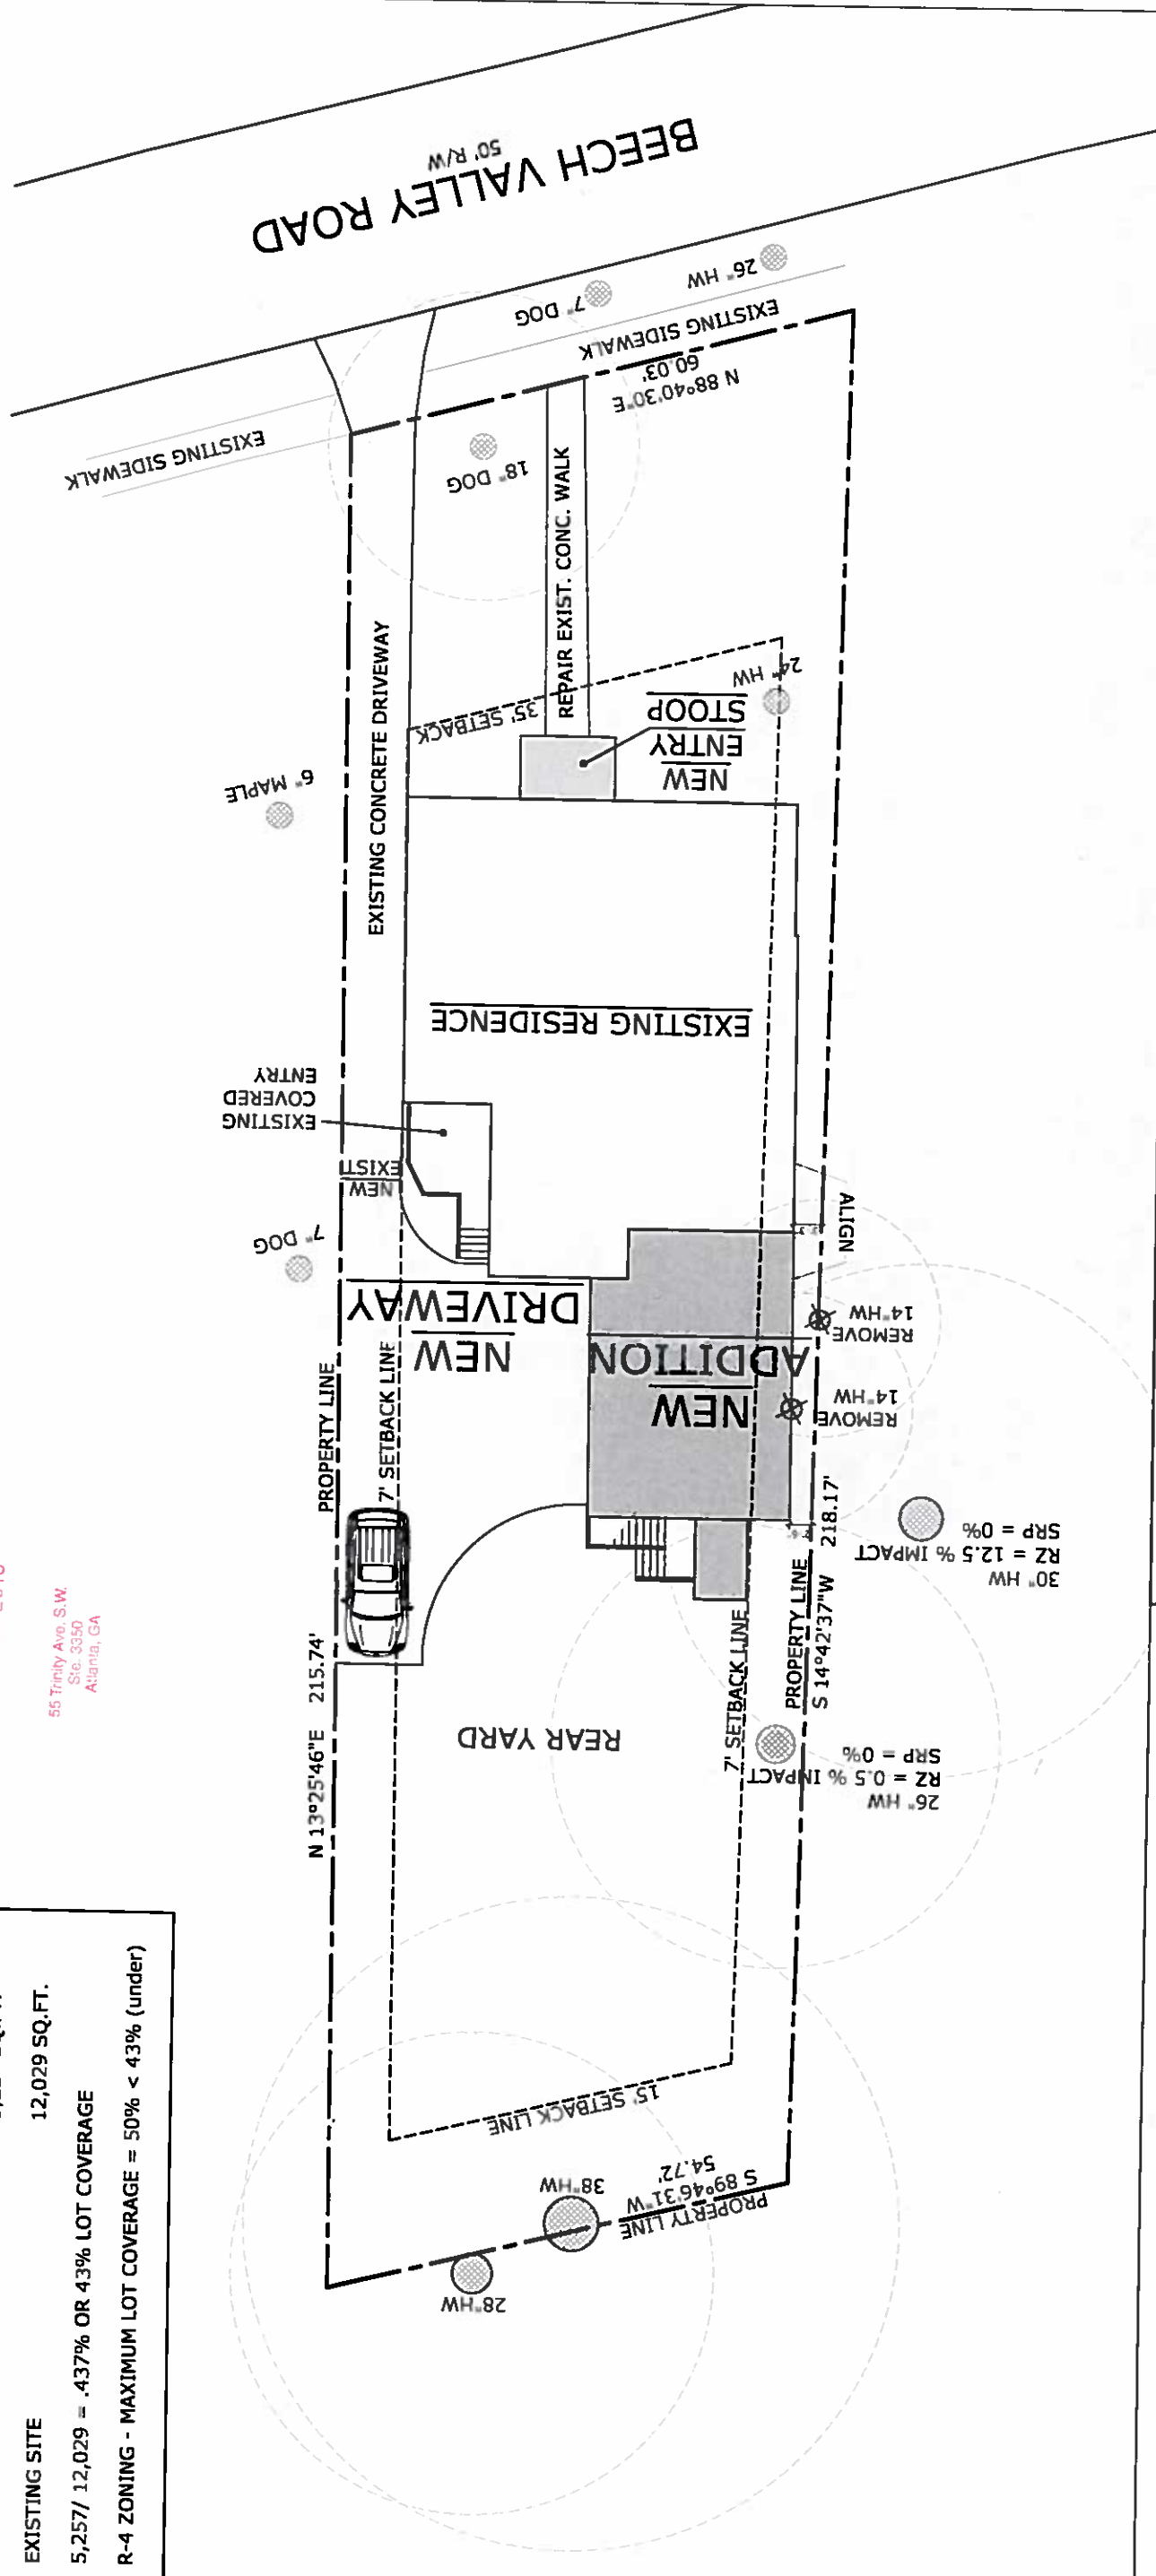 BEECH VALLEY ROAD
50' R/W
26" HW
7" DOG
EXISTING SIDEWALK
N 88°40'30"E
60.03'
EXISTING SIDEWALK
18" DOG
REPAIR EXIST. CONC. WALK
EXISTING CONCRETE DRIVEWAY
24" HW
35' SETBACK
NEW
ENTRY
STOOP
6" MAPLE
EXISTING RESIDENCE
EXISTING
COVERED
ENTRY
EXIST
NEW
7" DOG
ALIGN
NEW
DRIVEWAY
NEW
ADDITION
REMOVE
14"HW
REMOVE
14"HW
PROPERTY LINE
7' SETBACK LINE
30" HW
RZ = 12.5 % IMPACT
SRP = 0%
PROPERTY LINE
S 14°42'37"W 218.17'
N 13°25'46"E 215.74'
REAR YARD
7' SETBACK LINE
26" HW
RZ = 0.5 % IMPACT
SRP = 0%
15' SETBACK LINE
PROPERTY LINE
S 89°46'31"W
54.72'
38"HW
28"HW
55 Trinity Ave. S.W.
Ste. 3350
Atlanta, GA
EXISTING SITE 12,029 SQ.FT.
5,257/ 12,029 = .437% OR 43% LOT COVERAGE
R-4 ZONING - MAXIMUM LOT COVERAGE = 50% < 43% (under)